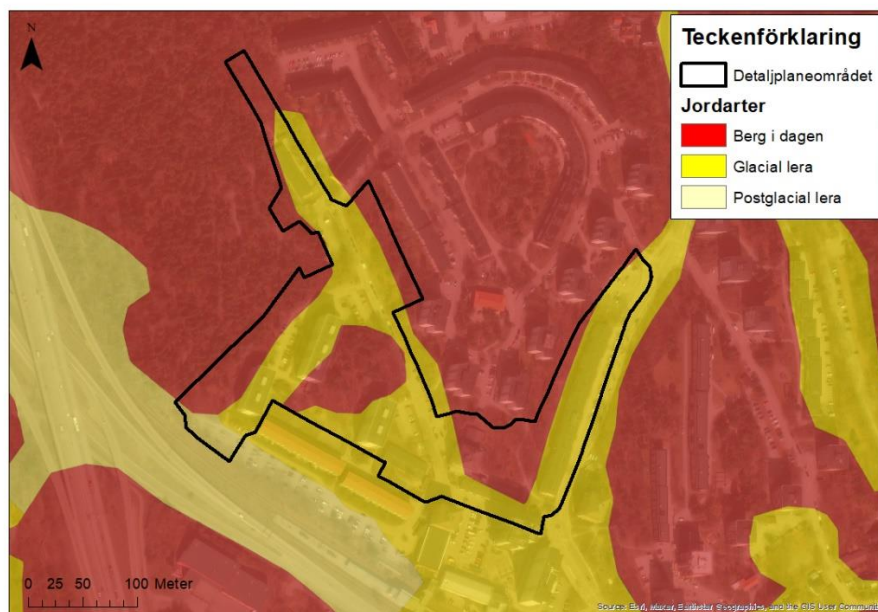 N
Teckenförklaring
Detaljplaneområdet
Jordarter
Berg i dagen
Glacial lera
Postglacial lera
0 25 50 100 Meter
Source: Esri, Maxar, Earthstar Geographics, and the GIS User Communit